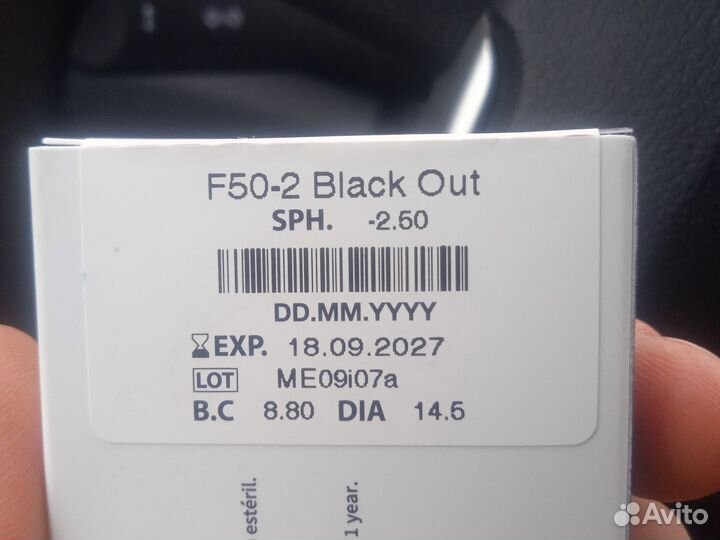 F50-2 Black Out
SPH. -2.50
DD.MM.YYYY
EXP. 18.09.2027
LOT ME09i07a
B.C 8.80 DIA 14.5
estéril.
1 year.
Avito